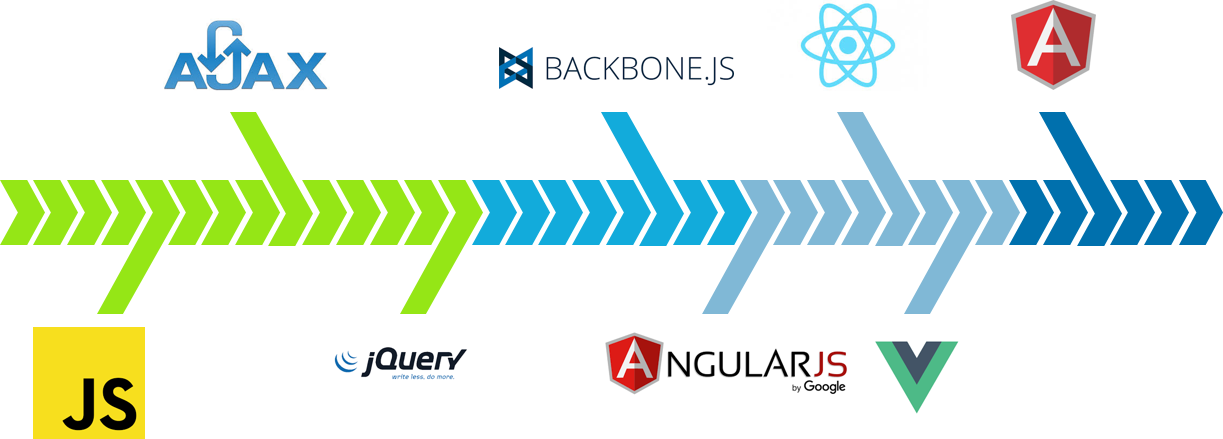 AJAX
BACKBONE.JS
A
JS
jQuery
write less, do more.
ANGULARJS
by Google